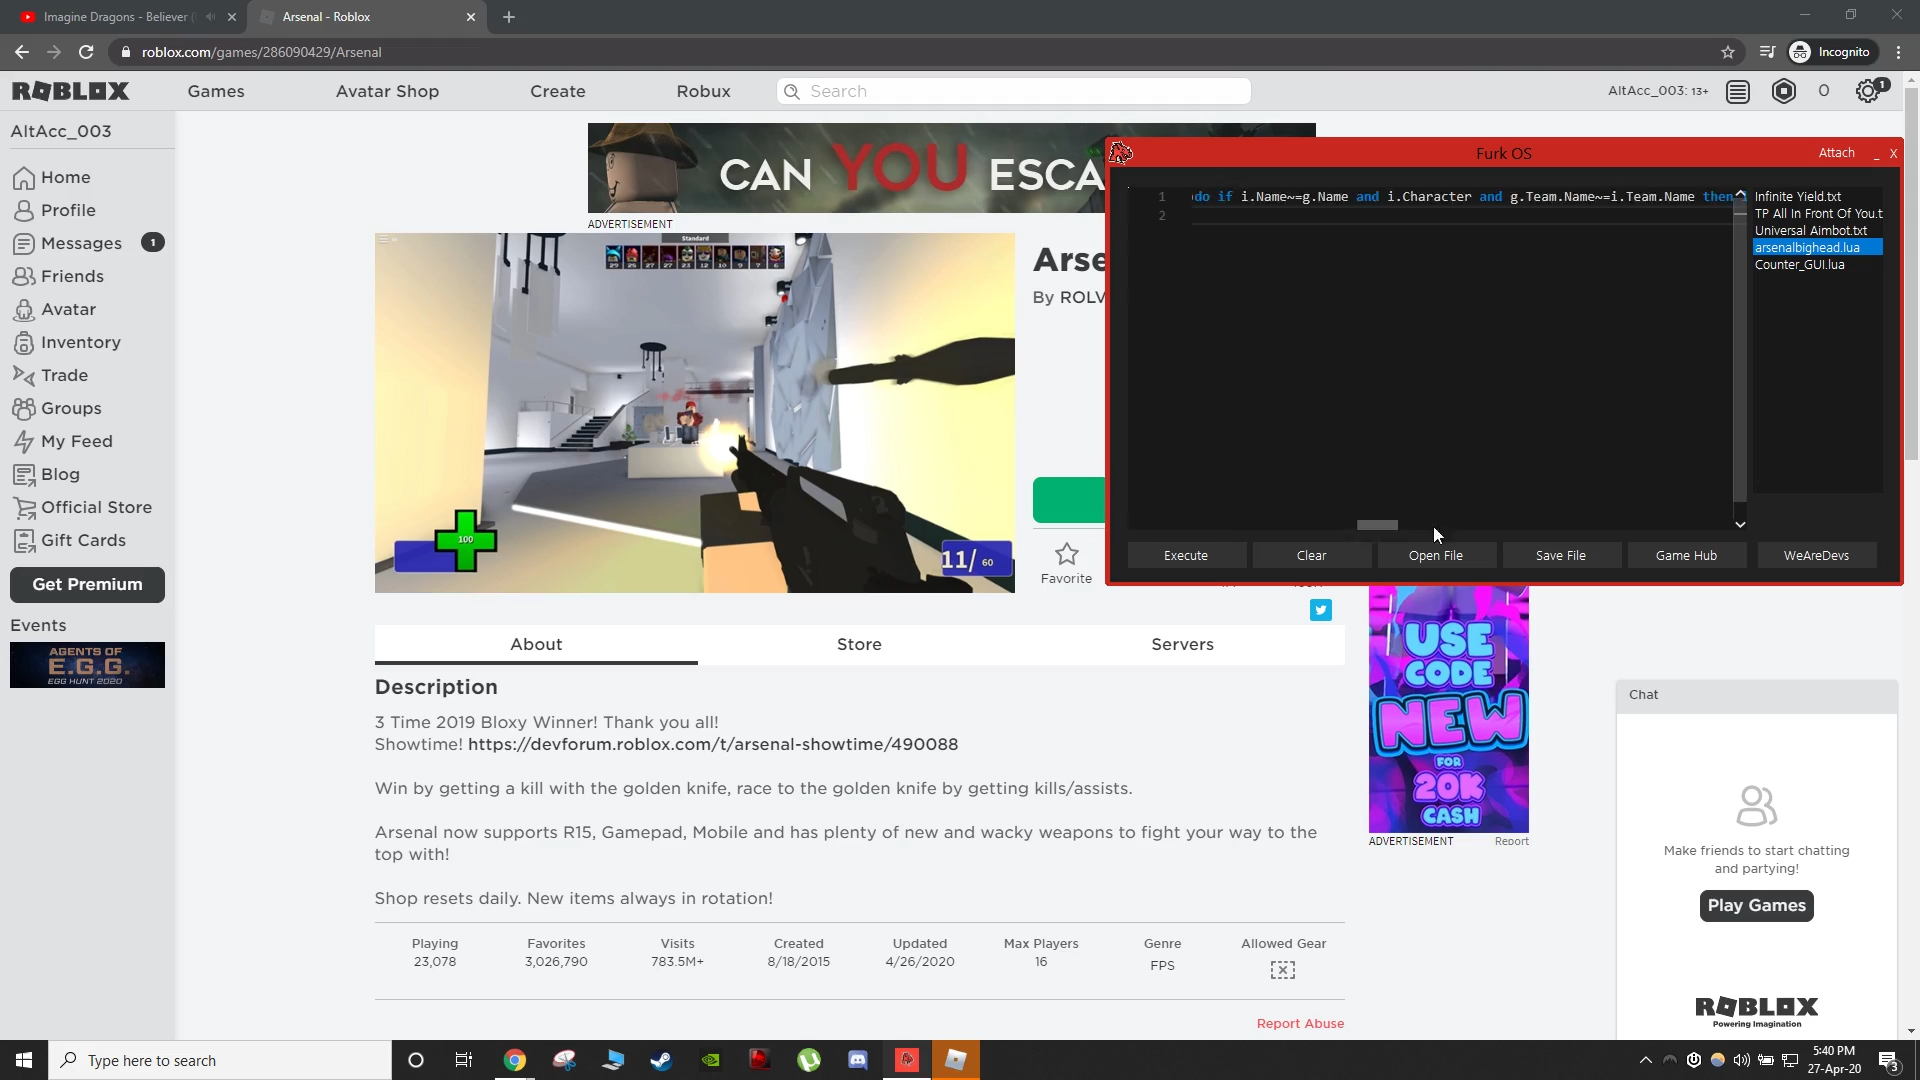 Imagine Dragons - Believer (
Arsenal - Roblox
roblox.com/games/286090429/Arsenal
Incognito
ROBLOX
Games
Avatar Shop
Create
Robux
Search
AltAcc_003: 13+
0
1
AltAcc_003
Home
Profile
Messages
1
Friends
Avatar
Inventory
Trade
Groups
My Feed
Blog
Official Store
Gift Cards
Get Premium
Events
AGENTS OF
E.G.G.
EGG HUNT 2020
CAN YOU ESCA
ADVERTISEMENT
Standard
100
11/ 60
Arse
By ROLV
Favorite
Furk OS
Attach
_
X
1
do if i.Name~=g.Name and i.Character and g.Team.Name~=i.Team.Name then
2
Infinite Yield.txt
TP All In Front Of You.t
Universal Aimbot.txt
arsenalbighead.lua
Counter_GUI.lua
Execute
Clear
Open File
Save File
Game Hub
WeAreDevs
About
Store
Servers
Description
3 Time 2019 Bloxy Winner! Thank you all!
Showtime! https://devforum.roblox.com/t/arsenal-showtime/490088
Win by getting a kill with the golden knife, race to the golden knife by getting kills/assists.
Arsenal now supports R15, Gamepad, Mobile and has plenty of new and wacky weapons to fight your way to the
top with!
Shop resets daily. New items always in rotation!
Playing
23,078
Favorites
3,026,790
Visits
783.5M+
Created
8/18/2015
Updated
4/26/2020
Max Players
16
Genre
FPS
Allowed Gear
Report Abuse
USE
CODE
NEW
FOR
20K
CASH
ADVERTISEMENT
Report
Chat
Make friends to start chatting
and partying!
Play Games
ROBLOX
Powering Imagination
Type here to search
5:40 PM
27-Apr-20
3